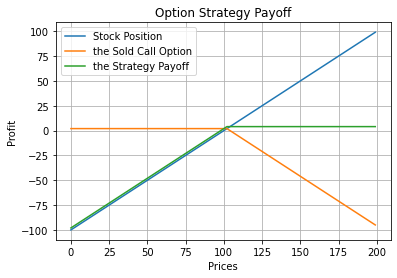 Option Strategy Payoff
Stock Position
the Sold Call Option
the Strategy Payoff
100
75
50
25
0
−25
−50
−75
−100
Profit
0 25 50 75 100 125 150 175 200
Prices